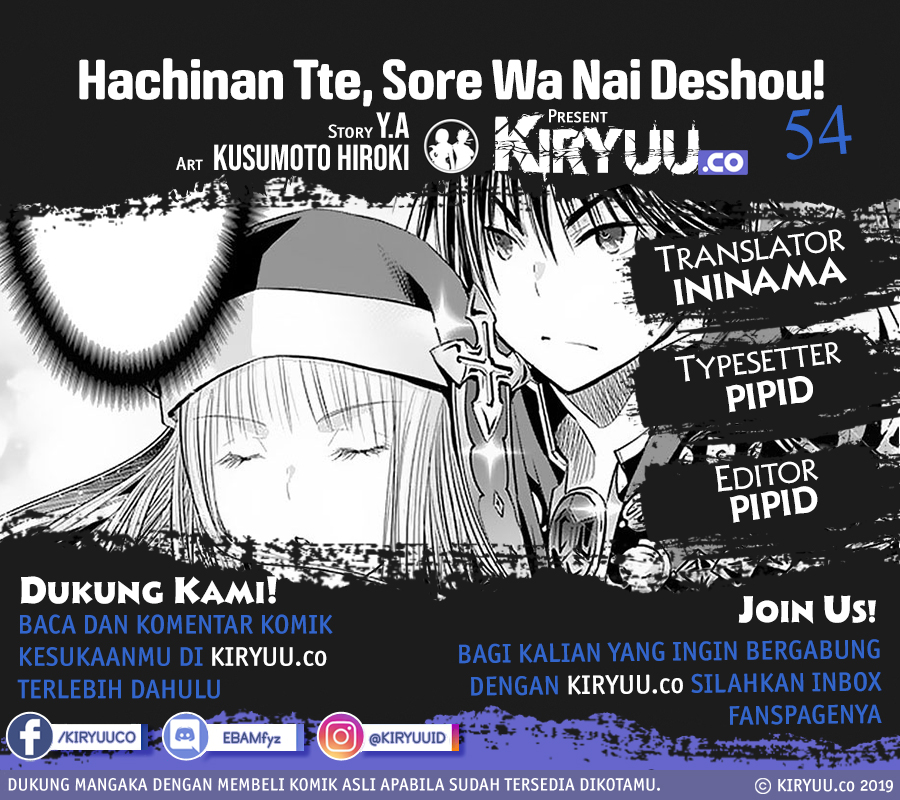 Hachinan Tte, Sore Wa Nai Deshou!
Story Y.A
Art Kusumoto Hiroki
Present
Kiryuu.co
54
Translator
Ininama
Typesetter
Pipid
Editor
Pipid
Dukung Kami!
BACA DAN KOMENTAR KOMIK
KESUKAANMU DI KIRYUU.co
TERLEBIH DAHULU
Join Us!
BAGI KALIAN YANG INGIN BERGABUNG
DENGAN KIRYUU.co SILAHKAN INBOX
FANSPAGENYA
/KIRYUUCO
EBAMfyz
@KIRYUUID
DUKUNG MANGAKA DENGAN MEMBELI KOMIK ASLI APABILA SUDAH TERSEDIA DIKOTAMU.
© KIRYUU.co 2019